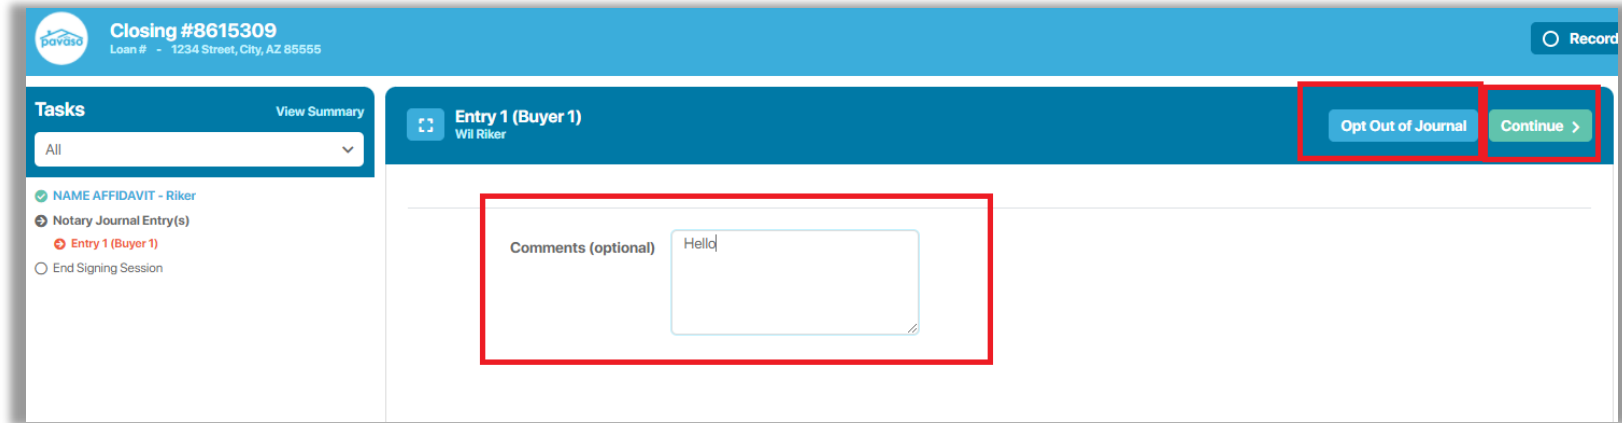 pavaso
Closing #8615309
Loan # - 1234 Street, City, AZ 85555
Record
Tasks
View Summary
All
NAME AFFIDAVIT - Riker
Notary Journal Entry(s)
Entry 1 (Buyer 1)
End Signing Session
Entry 1 (Buyer 1)
Wil Riker
Opt Out of Journal
Continue
Comments (optional)
Hello